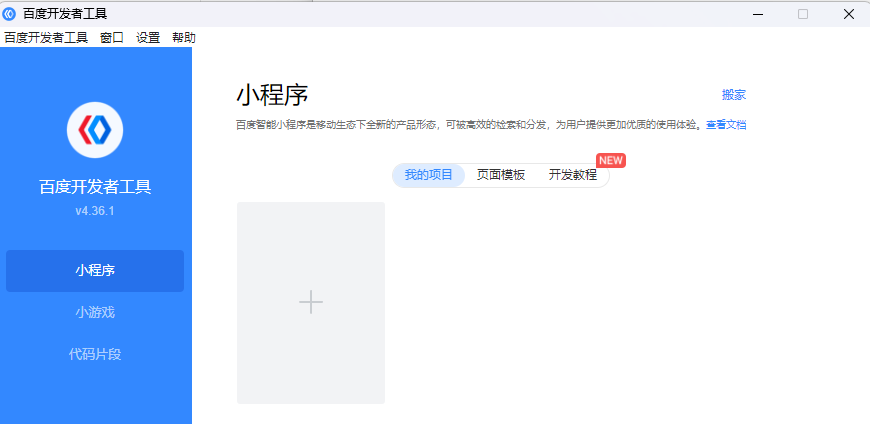 百度开发者工具
百度开发者工具 窗口 设置 帮助
百度开发者工具
v4.36.1
小程序
小游戏
代码片段
小程序
搬家
百度智能小程序是移动生态下全新的产品形态，可被高效的检索和分发，为用户提供更加优质的使用体验。查看文档
我的项目 页面模板 开发教程 NEW